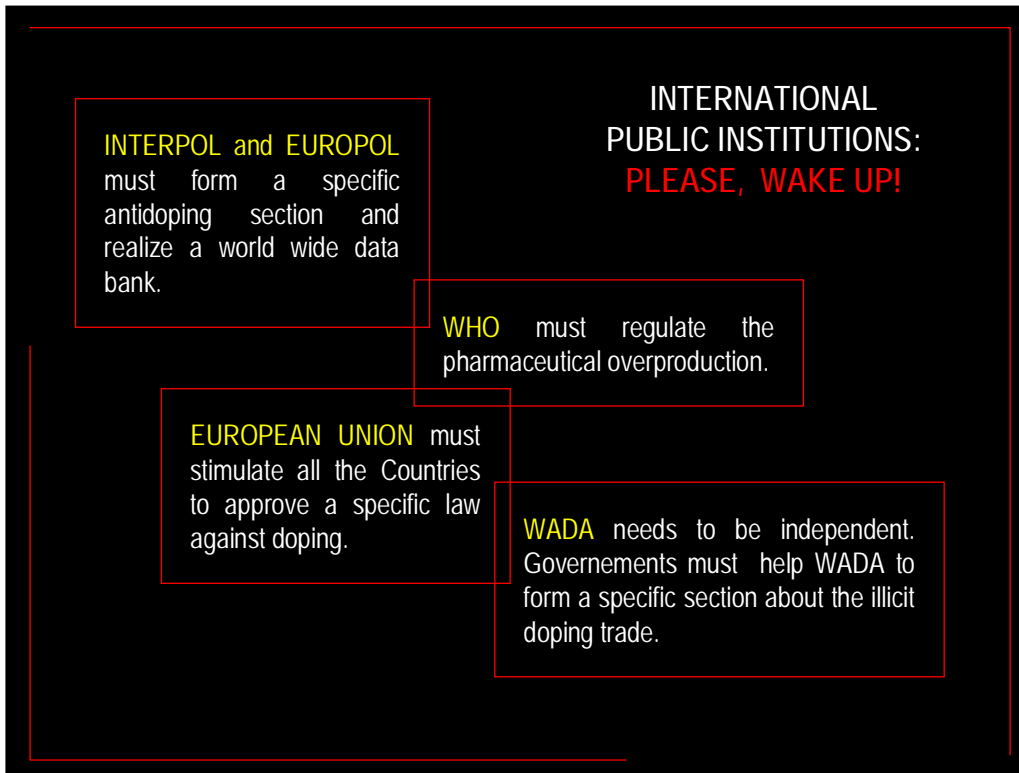 INTERNATIONAL
PUBLIC INSTITUTIONS:
PLEASE, WAKE UP!
INTERPOL and EUROPOL
must form a specific
antidoping section and
realize a world wide data
bank.
WHO must regulate the
pharmaceutical overproduction.
EUROPEAN UNION must
stimulate all the Countries
to approve a specific law
against doping.
WADA needs to be independent.
Governements must help WADA to
form a specific section about the illicit
doping trade.